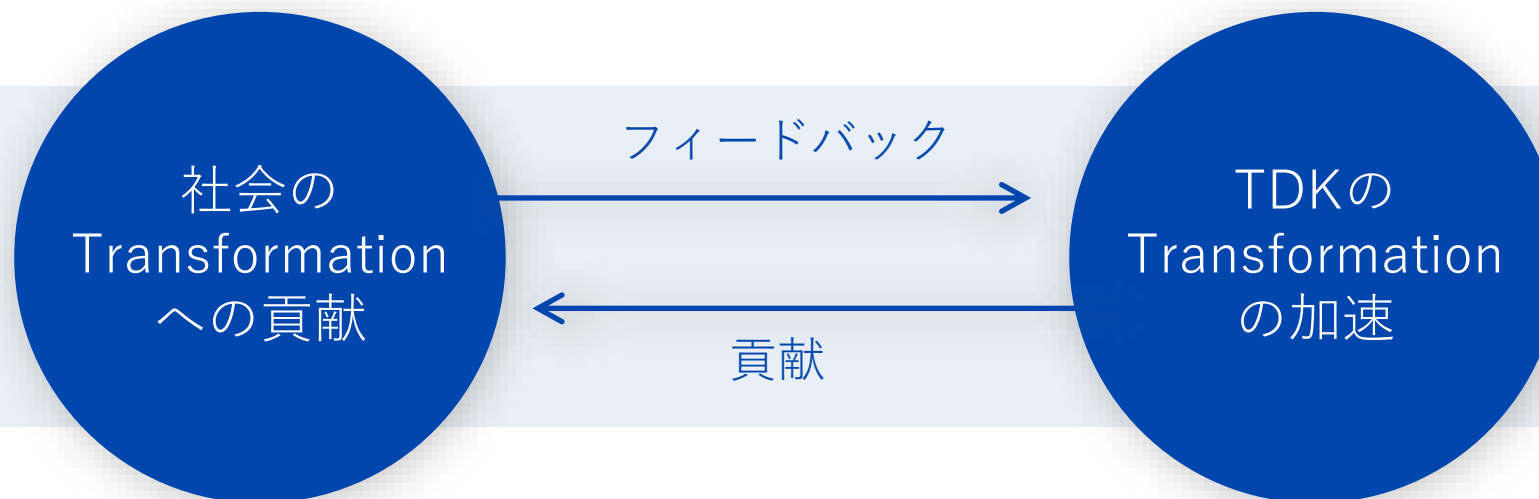 社会の
Transformation
への貢献
フィードバック
貢献
TDKの
Transformation
の加速